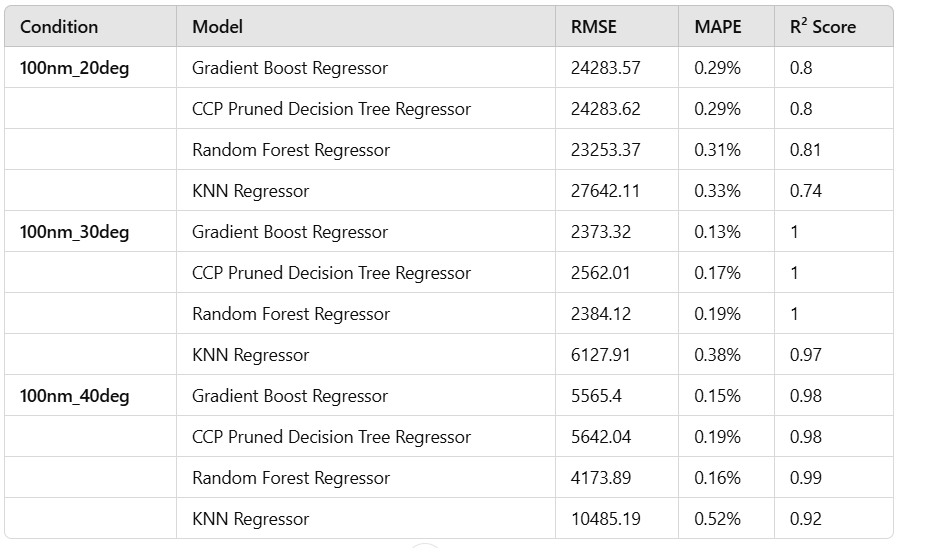 Condition Model RMSE MAPE R² Score
100nm_20deg Gradient Boost Regressor 24283.57 0.29% 0.8
CCP Pruned Decision Tree Regressor 24283.62 0.29% 0.8
Random Forest Regressor 23253.37 0.31% 0.81
KNN Regressor 27642.11 0.33% 0.74
100nm_30deg Gradient Boost Regressor 2373.32 0.13% 1
CCP Pruned Decision Tree Regressor 2562.01 0.17% 1
Random Forest Regressor 2384.12 0.19% 1
KNN Regressor 6127.91 0.38% 0.97
100nm_40deg Gradient Boost Regressor 5565.4 0.15% 0.98
CCP Pruned Decision Tree Regressor 5642.04 0.19% 0.98
Random Forest Regressor 4173.89 0.16% 0.99
KNN Regressor 10485.19 0.52% 0.92